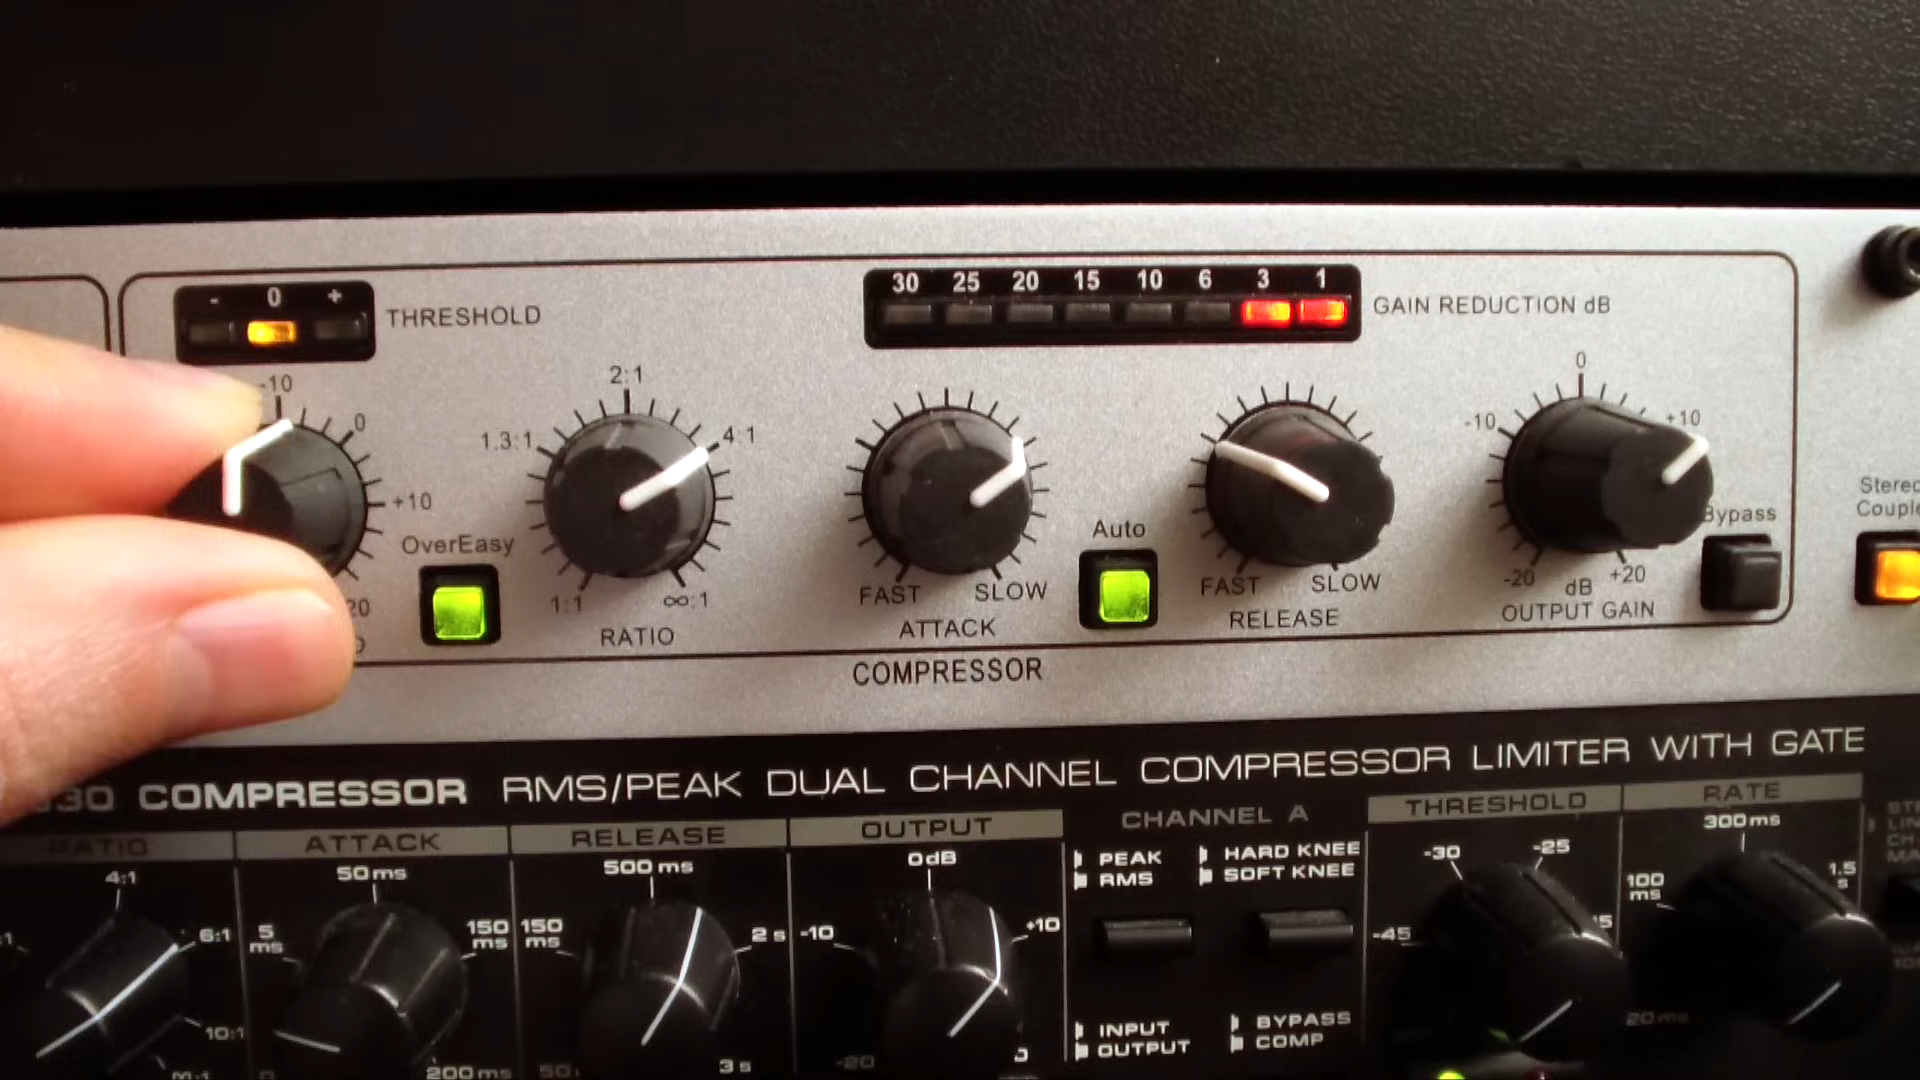 - 0 +
THRESHOLD
30 25 20 15 10 6 3 1
GAIN REDUCTION dB
-10
0
+10
20
OverEasy
2:1
1.3:1
4:1
1:1
∞:1
RATIO
FAST SLOW
ATTACK
Auto
FAST SLOW
RELEASE
0
-10
+10
-20
+20
dB
OUTPUT GAIN
Bypass
Stereo
Couple
COMPRESSOR
COMPRESSOR RMS/PEAK DUAL CHANNEL COMPRESSOR LIMITER WITH GATE
RATIO
4:1
6:1
10:1
ATTACK
50 ms
5 ms
150 ms
200 ms
RELEASE
500 ms
150 ms
2 s
3 s
OUTPUT
0dB
-10
+10
-20
CHANNEL A
PEAK
RMS
HARD KNEE
SOFT KNEE
INPUT
OUTPUT
BYPASS
COMP
THRESHOLD
-30
-25
-45
RATE
300 ms
100 ms
1.5 s
20 ms